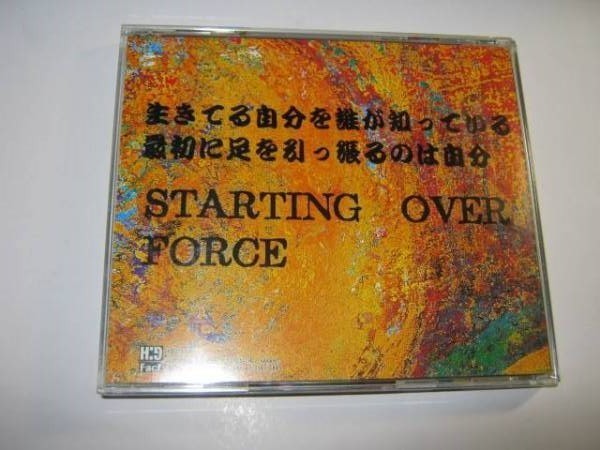 生きてる自分を誰が知っている
最初に足を引っ張るのは自分
STARTING OVER
FORCE
H:G